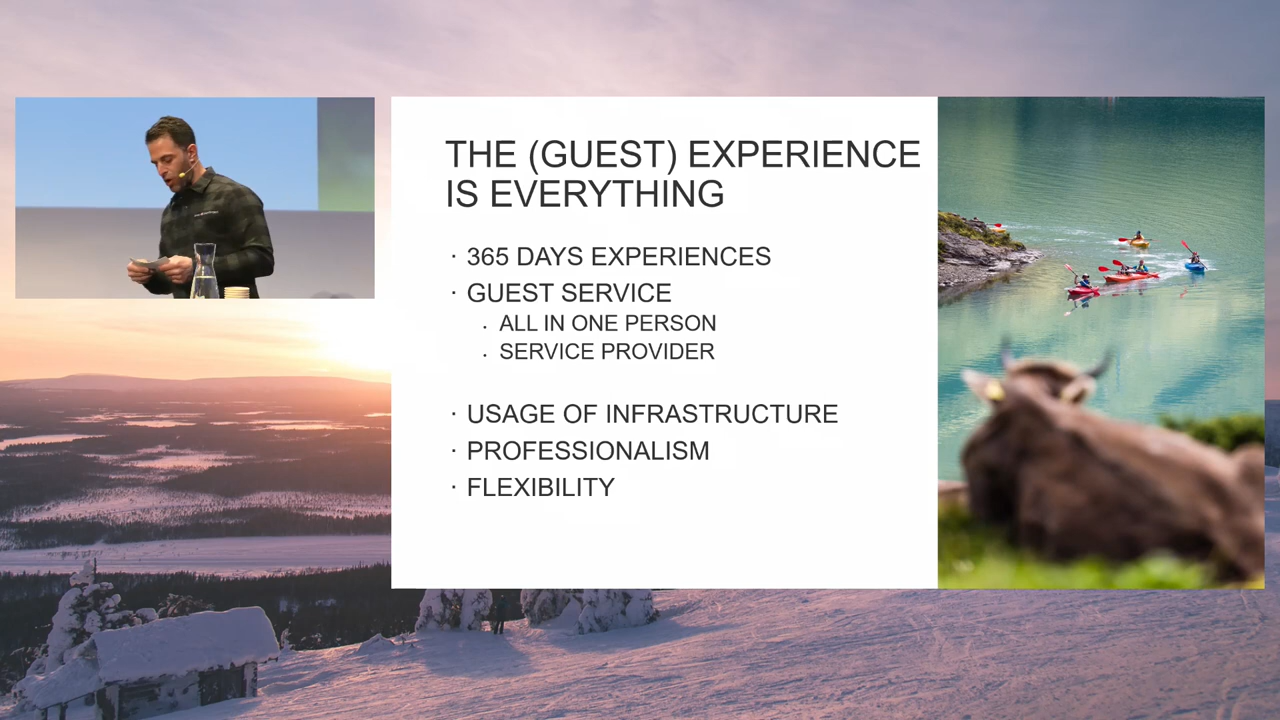 THE (GUEST) EXPERIENCE
IS EVERYTHING
· 365 DAYS EXPERIENCES
· GUEST SERVICE
· ALL IN ONE PERSON
· SERVICE PROVIDER
· USAGE OF INFRASTRUCTURE
· PROFESSIONALISM
· FLEXIBILITY